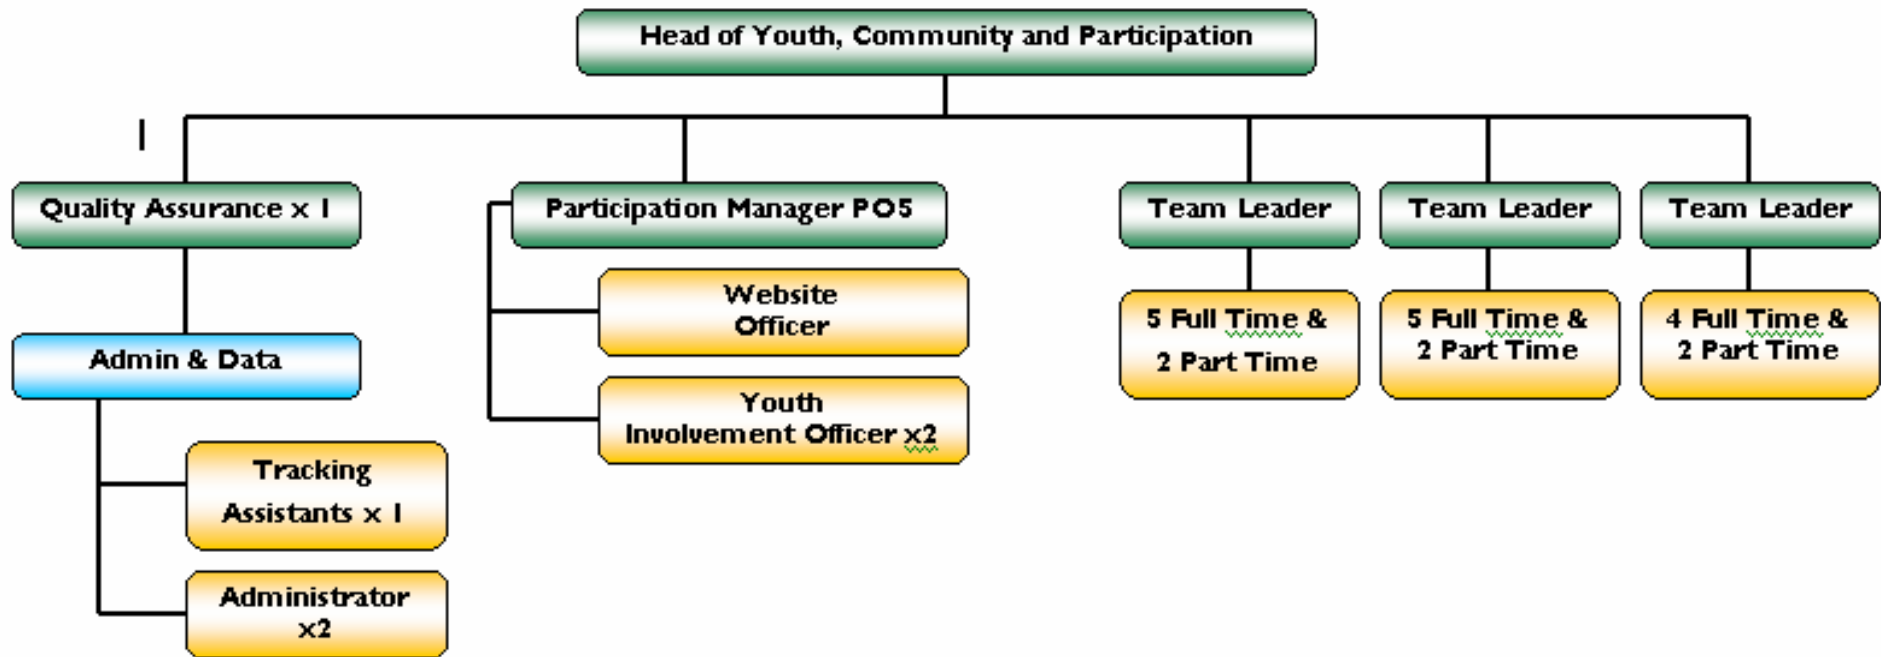 Head of Youth, Community and Participation
Quality Assurance x 1
Participation Manager PO5
Team Leader
Team Leader
Team Leader
Website
Officer
5 Full Time &
2 Part Time
5 Full Time &
2 Part Time
4 Full Time &
2 Part Time
Admin & Data
Youth
Involvement Officer x2
Tracking
Assistants x 1
Administrator
x2